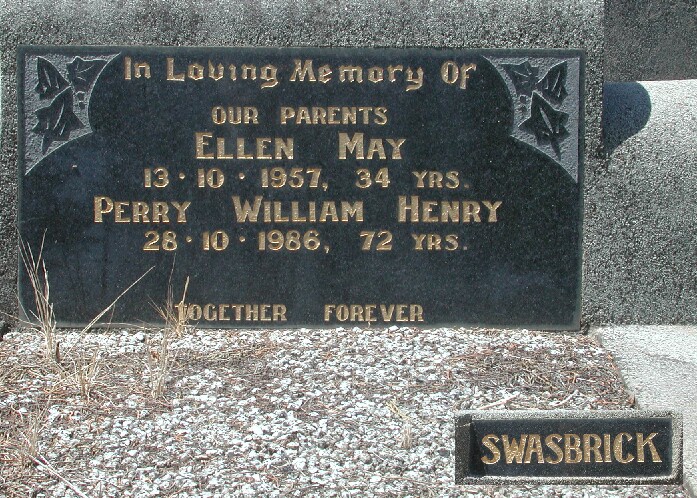 In Loving Memory Of
OUR PARENTS
ELLEN MAY
13·10·1957, 34 YRS.
PERRY WILLIAM HENRY
28·10·1986, 72 YRS.
TOGETHER FOREVER
SWASBRICK